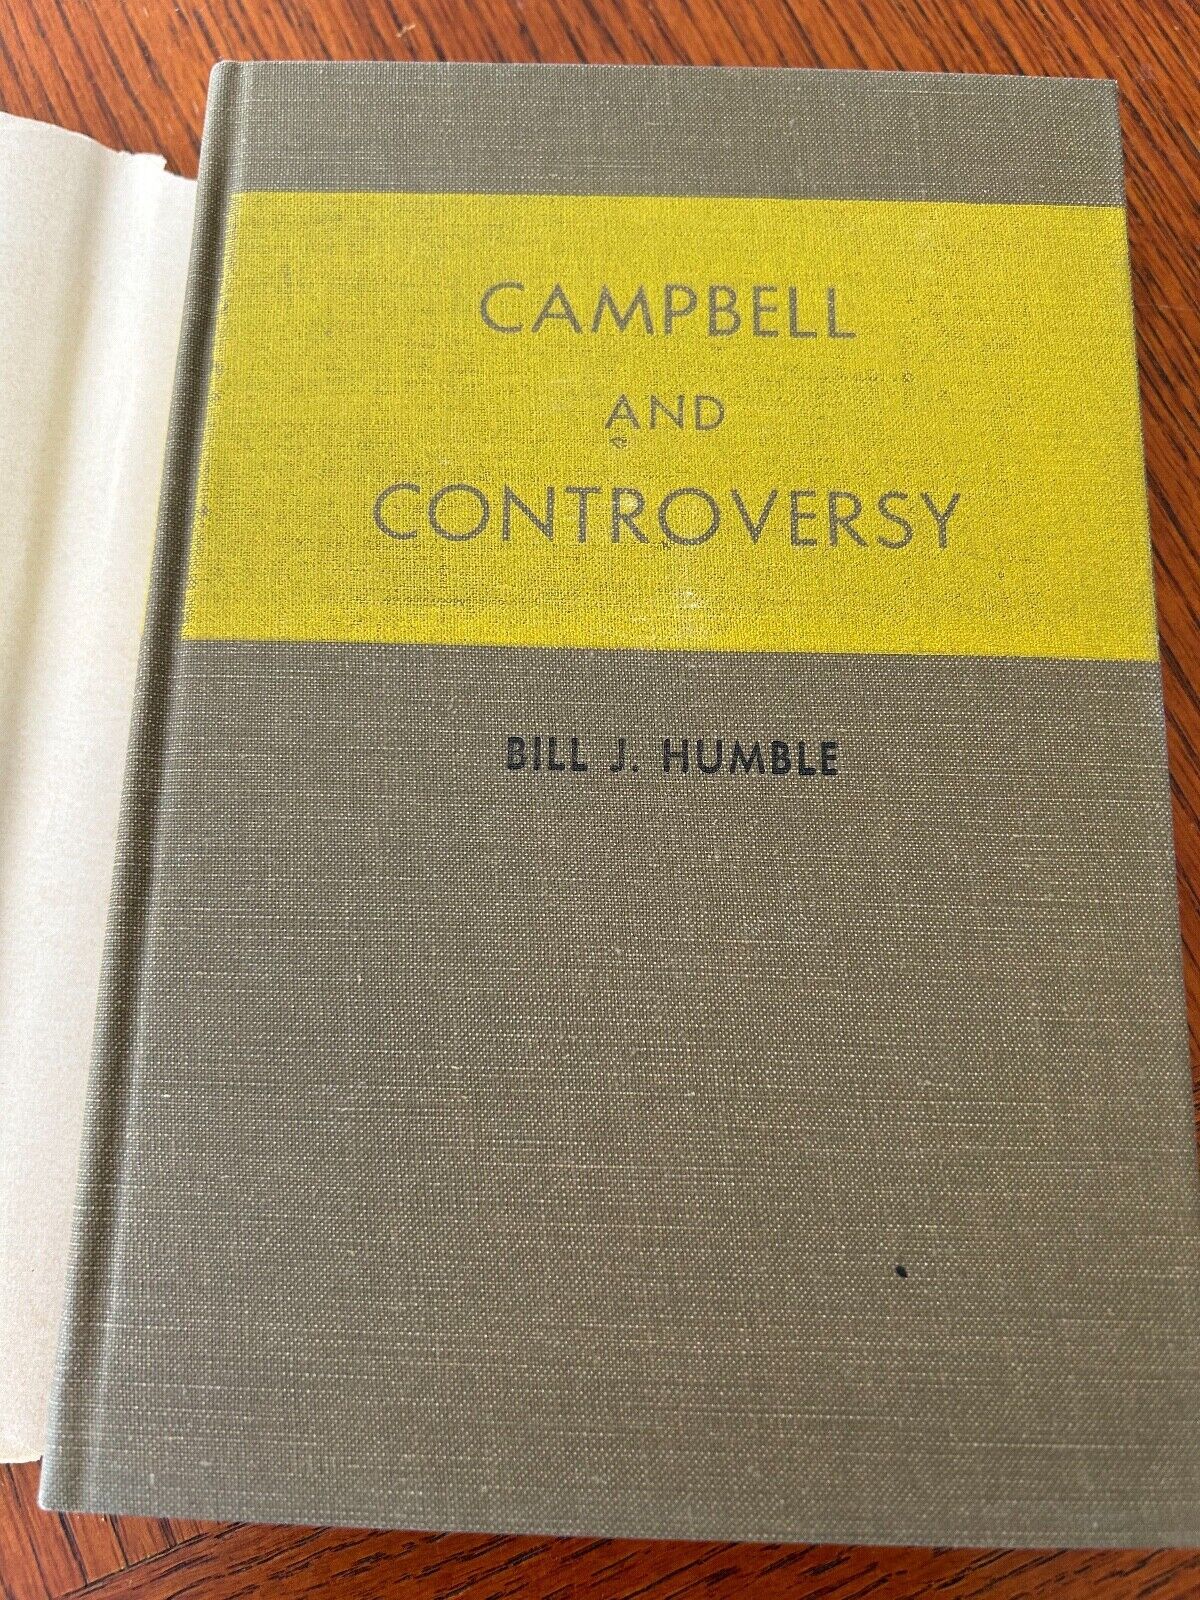 CAMPBELL
AND
CONTROVERSY
BILL J. HUMBLE